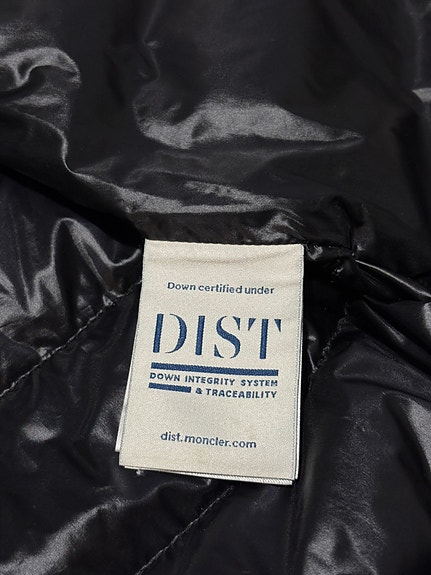 Down certified under
DIST
DOWN INTEGRITY SYSTEM
& TRACEABILITY
dist.moncler.com